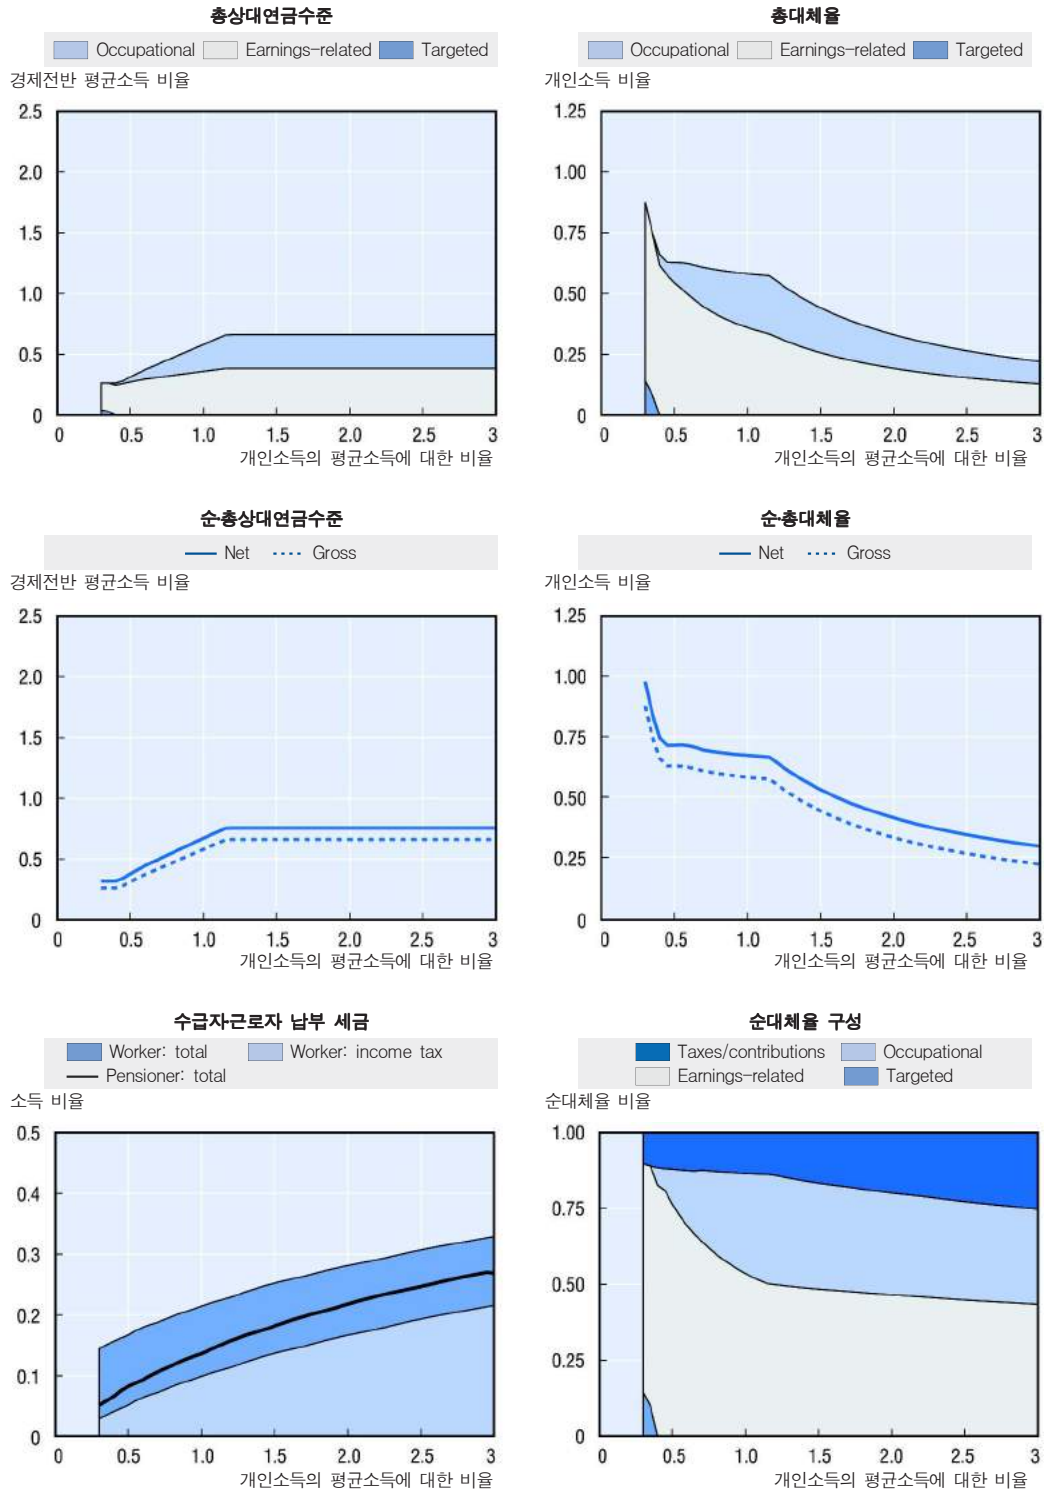 총상대연금수준
Occupational Earnings-related Targeted
경제전반 평균소득 비율
2.5
2.0
1.5
1.0
0.5
0
0 0.5 1.0 1.5 2.0 2.5 3
개인소득의 평균소득에 대한 비율
총대체율
Occupational Earnings-related Targeted
개인소득 비율
1.25
1.00
0.75
0.50
0.25
0
0 0.5 1.0 1.5 2.0 2.5 3
개인소득의 평균소득에 대한 비율
순·총상대연금수준
Net Gross
경제전반 평균소득 비율
2.5
2.0
1.5
1.0
0.5
0
0 0.5 1.0 1.5 2.0 2.5 3
개인소득의 평균소득에 대한 비율
순·총대체율
Net Gross
개인소득 비율
1.25
1.00
0.75
0.50
0.25
0
0 0.5 1.0 1.5 2.0 2.5 3
개인소득의 평균소득에 대한 비율
수급자·근로자 납부 세금
Worker: total Worker: income tax
Pensioner: total
소득 비율
0.5
0.4
0.3
0.2
0.1
0
0 0.5 1.0 1.5 2.0 2.5 3
개인소득의 평균소득에 대한 비율
순대체율 구성
Taxes/contributions Occupational
Earnings-related Targeted
순대체율 비율
1.00
0.75
0.50
0.25
0
0 0.5 1.0 1.5 2.0 2.5 3
개인소득의 평균소득에 대한 비율